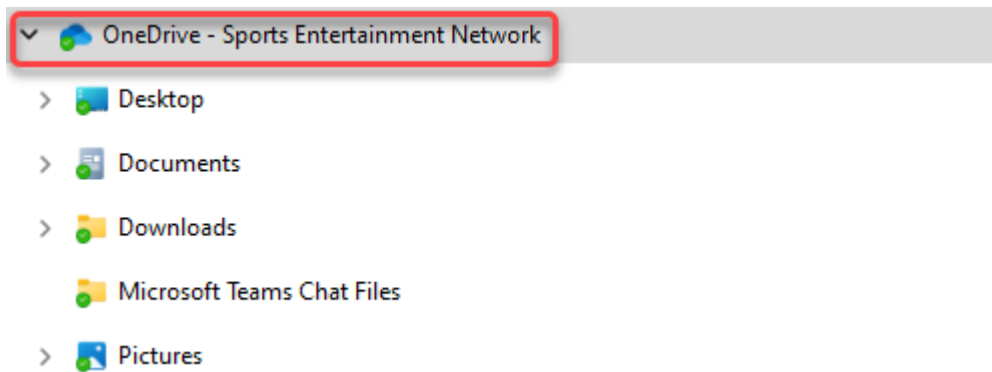 OneDrive - Sports Entertainment Network
Desktop
Documents
Downloads
Microsoft Teams Chat Files
Pictures